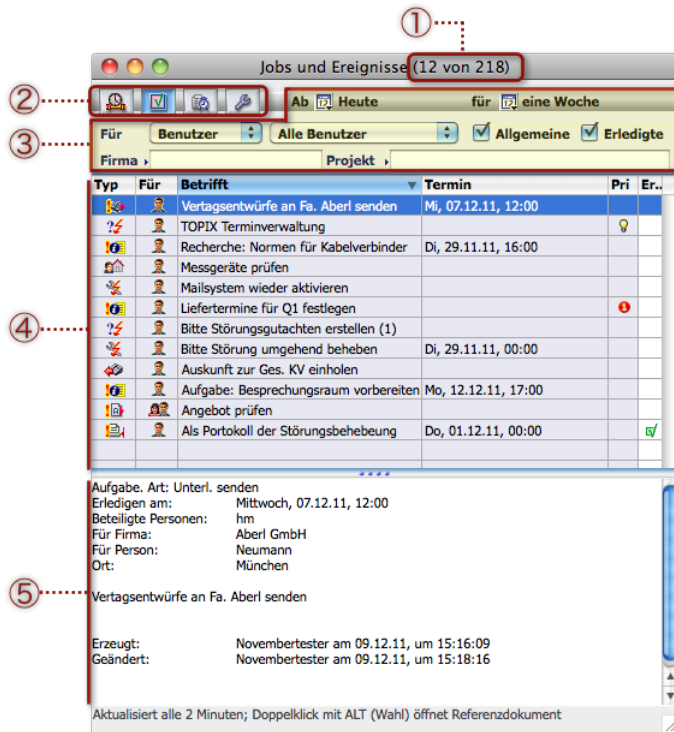 ①
Jobs und Ereignisse (12 von 218)
②
Ab Heute für eine Woche
③
Für Benutzer Alle Benutzer Allgemeine Erledigte
Firma Projekt
Typ Für Betrifft Termin Pri Er..
Vertagsentwürfe an Fa. Aberl senden Mi, 07.12.11, 12:00
TOPIX Terminverwaltung
Recherche: Normen für Kabelverbinder Di, 29.11.11, 16:00
Messgeräte prüfen
Mailsystem wieder aktivieren
Liefertermine für Q1 festlegen
④
Bitte Störungsgutachten erstellen (1)
Bitte Störung umgehend beheben Di, 29.11.11, 00:00
Auskunft zur Ges. KV einholen
Aufgabe: Besprechungsraum vorbereiten Mo, 12.12.11, 17:00
Angebot prüfen
Als Portokoll der Störungsbehebeung Do, 01.12.11, 00:00
Aufgabe. Art: Unterl. senden
Erledigen am: Mittwoch, 07.12.11, 12:00
Beteiligte Personen: hm
Für Firma: Aberl GmbH
Für Person: Neumann
Ort: München
⑤
Vertagsentwürfe an Fa. Aberl senden
Erzeugt: Novembertester am 09.12.11, um 15:16:09
Geändert: Novembertester am 09.12.11, um 15:18:16
Aktualisiert alle 2 Minuten; Doppelklick mit ALT (Wahl) öffnet Referenzdokument